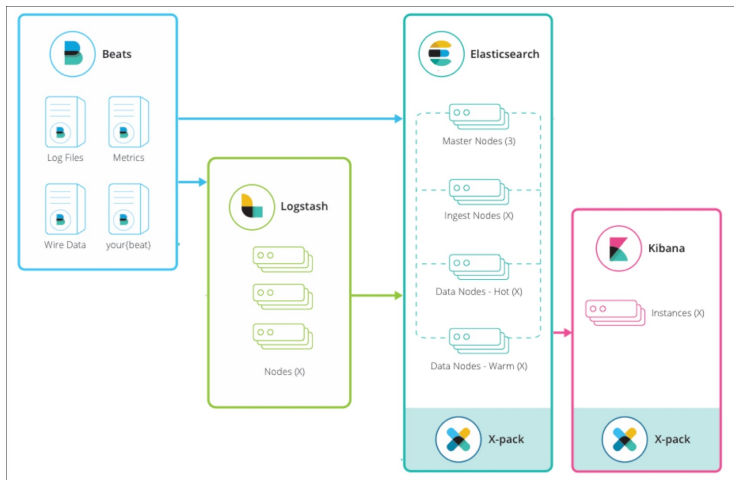 Beats
Log Files
Metrics
Wire Data
your{beat}
Logstash
Nodes (X)
Elasticsearch
Master Nodes (3)
Ingest Nodes (X)
Data Nodes - Hot (X)
Data Nodes - Warm (X)
X-pack
Kibana
Instances (X)
X-pack